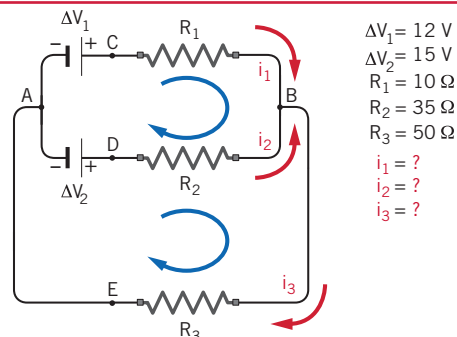 ΔV₁
- + C
R₁
i₁
A
B
D
i₂
- +
ΔV₂
R₂
E
i₃
R₃
ΔV₁ = 12 V
ΔV₂ = 15 V
R₁ = 10 Ω
R₂ = 35 Ω
R₃ = 50 Ω
i₁ = ?
i₂ = ?
i₃ = ?